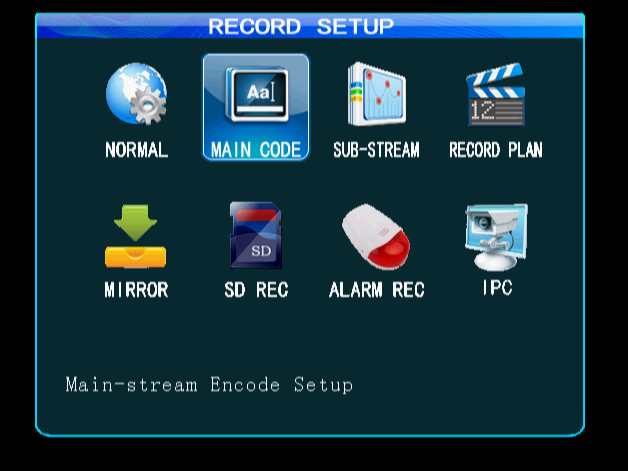 RECORD SETUP
Aa
NORMAL MAIN CODE SUB-STREAM RECORD PLAN
12
SD
MIRROR SD REC ALARM REC IPC
Main-stream Encode Setup